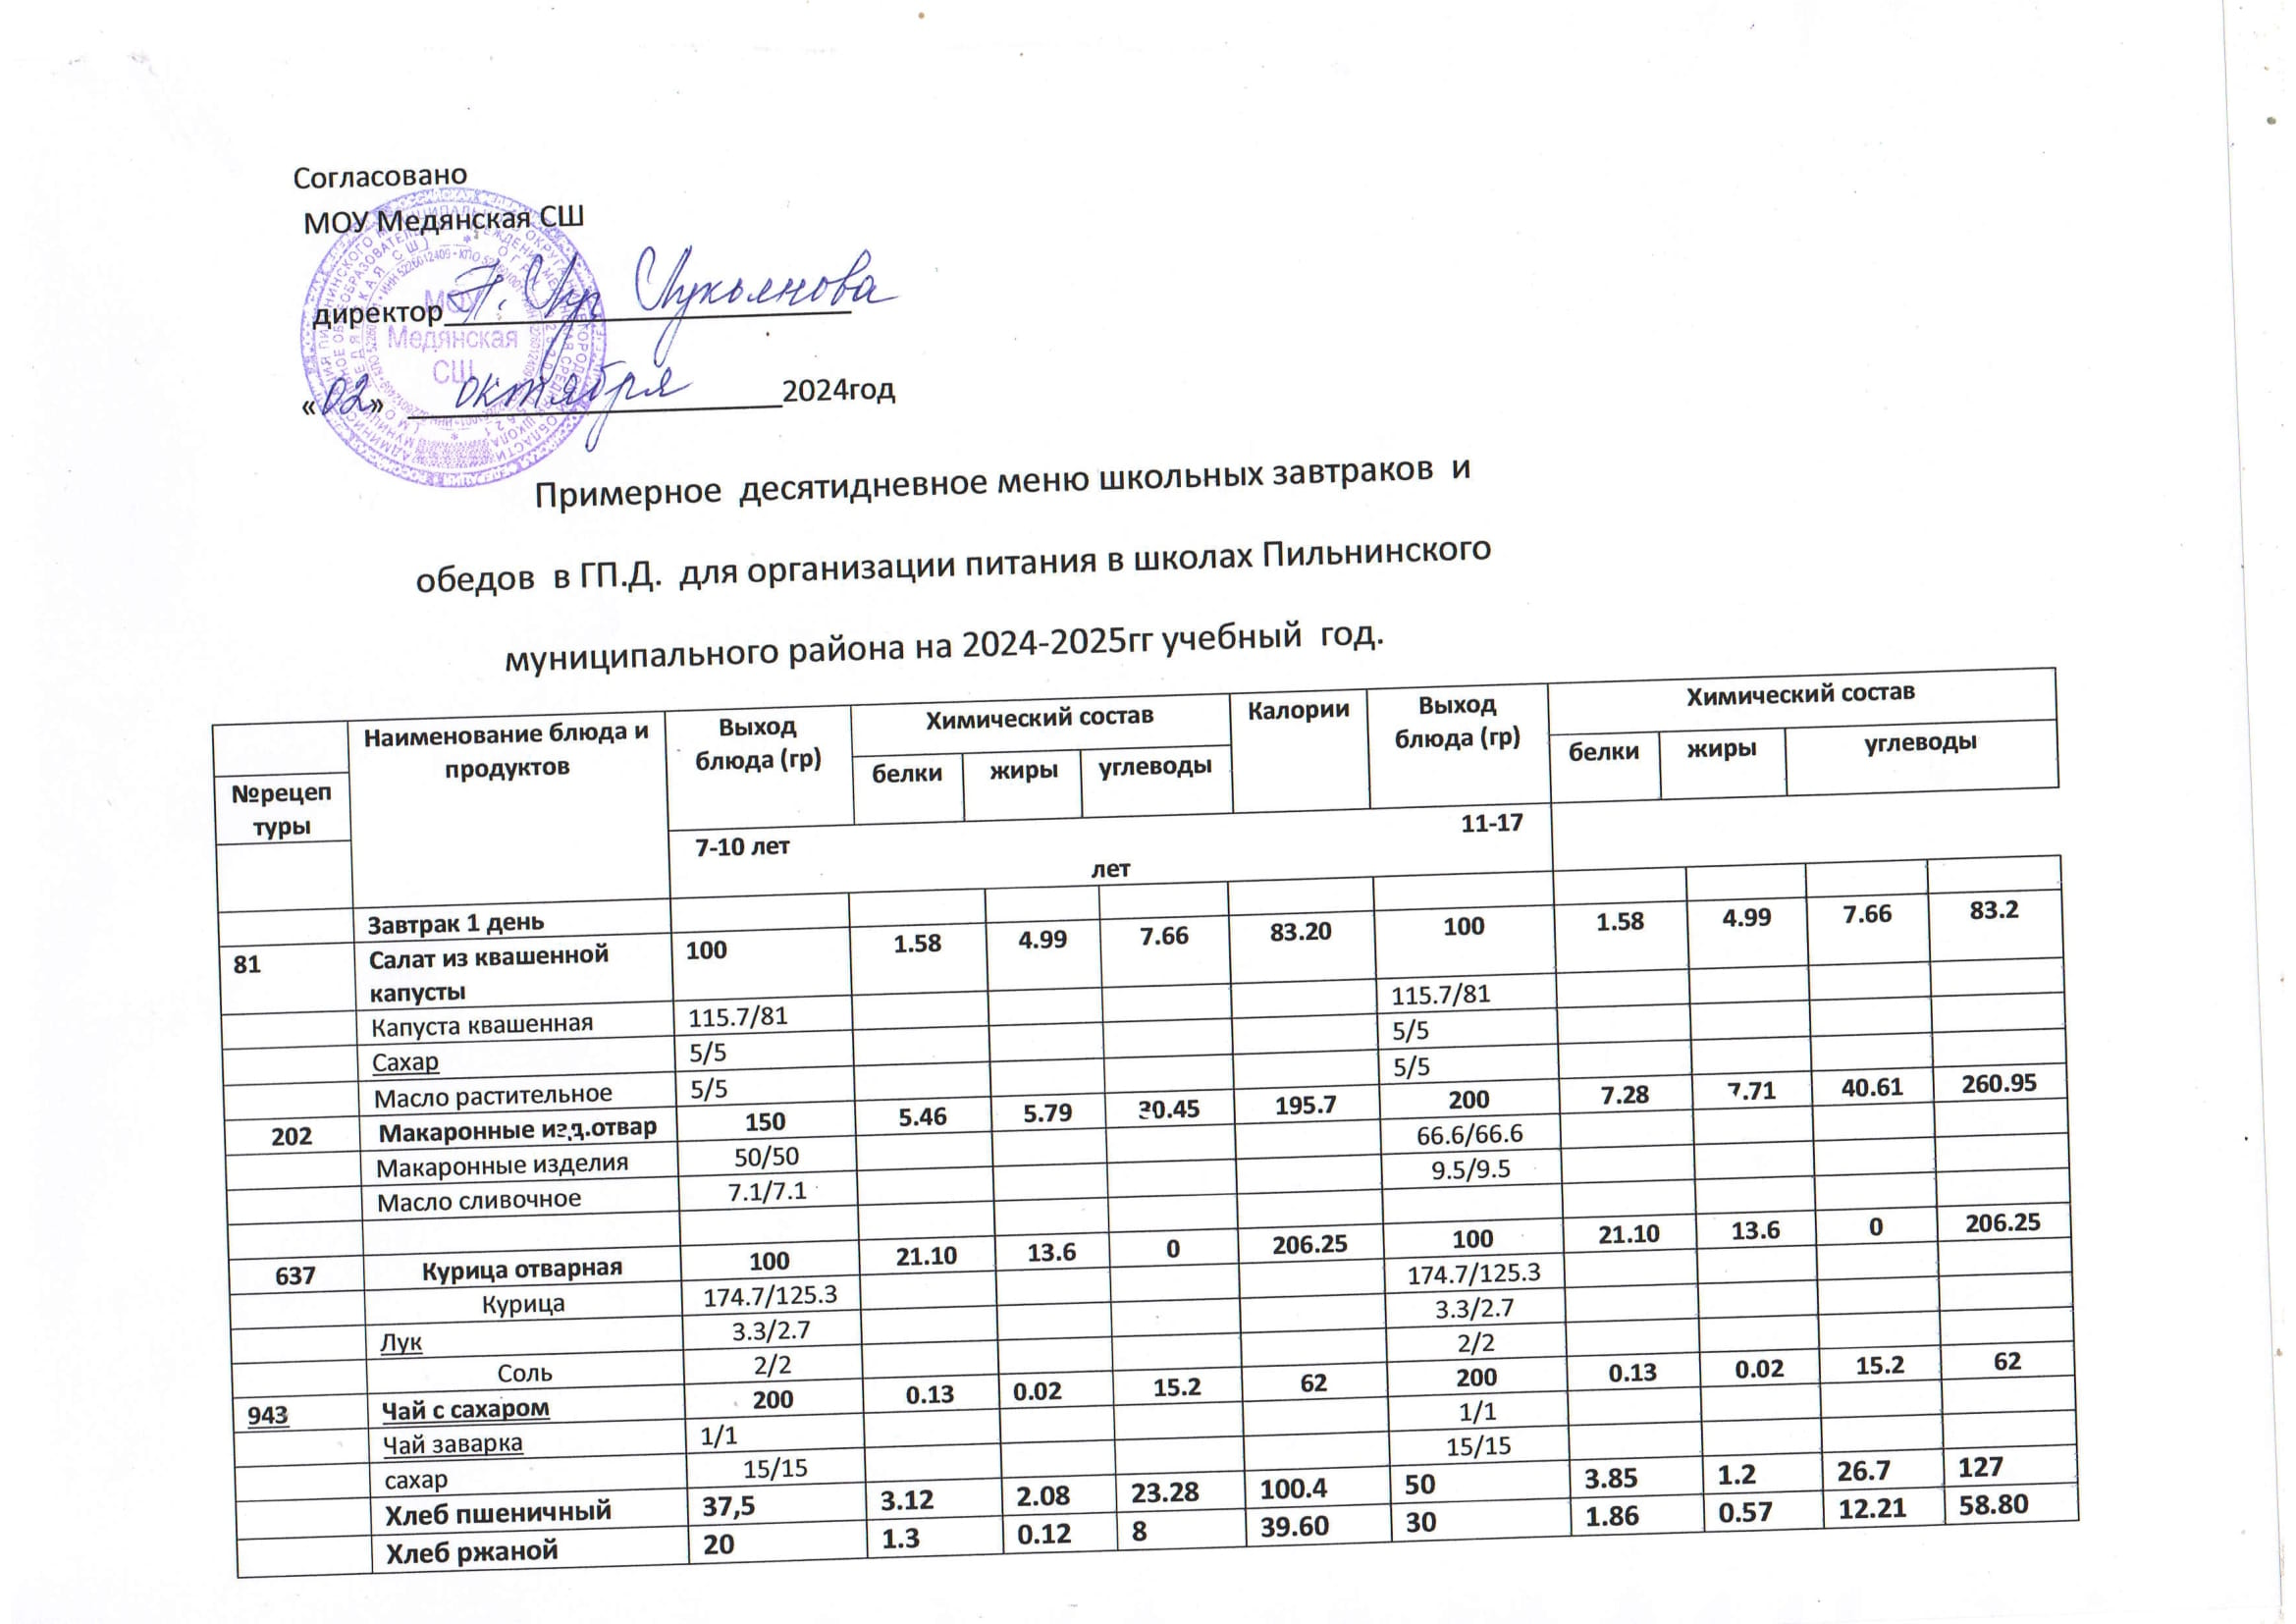 Согласовано
МОУ Медянская СШ
директор Лукьянова
МОУ
Медянская
СШ
«02» октября 2024год
Примерное десятидневное меню школьных завтраков и
обедов в ГП.Д. для организации питания в школах Пильнинского
муниципального района на 2024-2025гг учебный год.
№рецеп туры Наименование блюда и продуктов Выход блюда (гр) Химический состав Калории Выход блюда (гр) Химический состав
белки жиры углеводы белки жиры углеводы
7-10 лет 11-17
лет
Завтрак 1 день
81 Салат из квашенной капусты 100 1.58 4.99 7.66 83.20 100 1.58 4.99 7.66 83.2
Капуста квашенная 115.7/81 115.7/81
Сахар 5/5 5/5
Масло растительное 5/5 5/5
202 Макаронные изд.отвар 150 5.46 5.79 30.45 195.7 200 7.28 7.71 40.61 260.95
Макаронные изделия 50/50 66.6/66.6
Масло сливочное 7.1/7.1 9.5/9.5
637 Курица отварная 100 21.10 13.6 0 206.25 100 21.10 13.6 0 206.25
Курица 174.7/125.3 174.7/125.3
Лук 3.3/2.7 3.3/2.7
Соль 2/2 2/2
943 Чай с сахаром 200 0.13 0.02 15.2 62 200 0.13 0.02 15.2 62
Чай заварка 1/1 1/1
сахар 15/15 15/15
Хлеб пшеничный 37,5 3.12 2.08 23.28 100.4 50 3.85 1.2 26.7 127
Хлеб ржаной 20 1.3 0.12 8 39.60 30 1.86 0.57 12.21 58.80